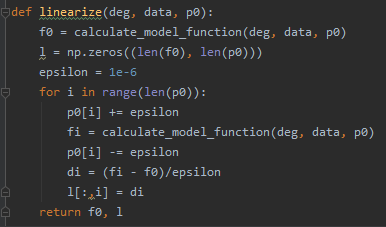 def linearize(deg, data, p0):
    f0 = calculate_model_function(deg, data, p0)
    l = np.zeros((len(f0), len(p0)))
    epsilon = 1e-6
    for i in range(len(p0)):
        p0[i] += epsilon
        fi = calculate_model_function(deg, data, p0)
        p0[i] -= epsilon
        di = (fi - f0)/epsilon
        l[:,i] = di
    return f0, l